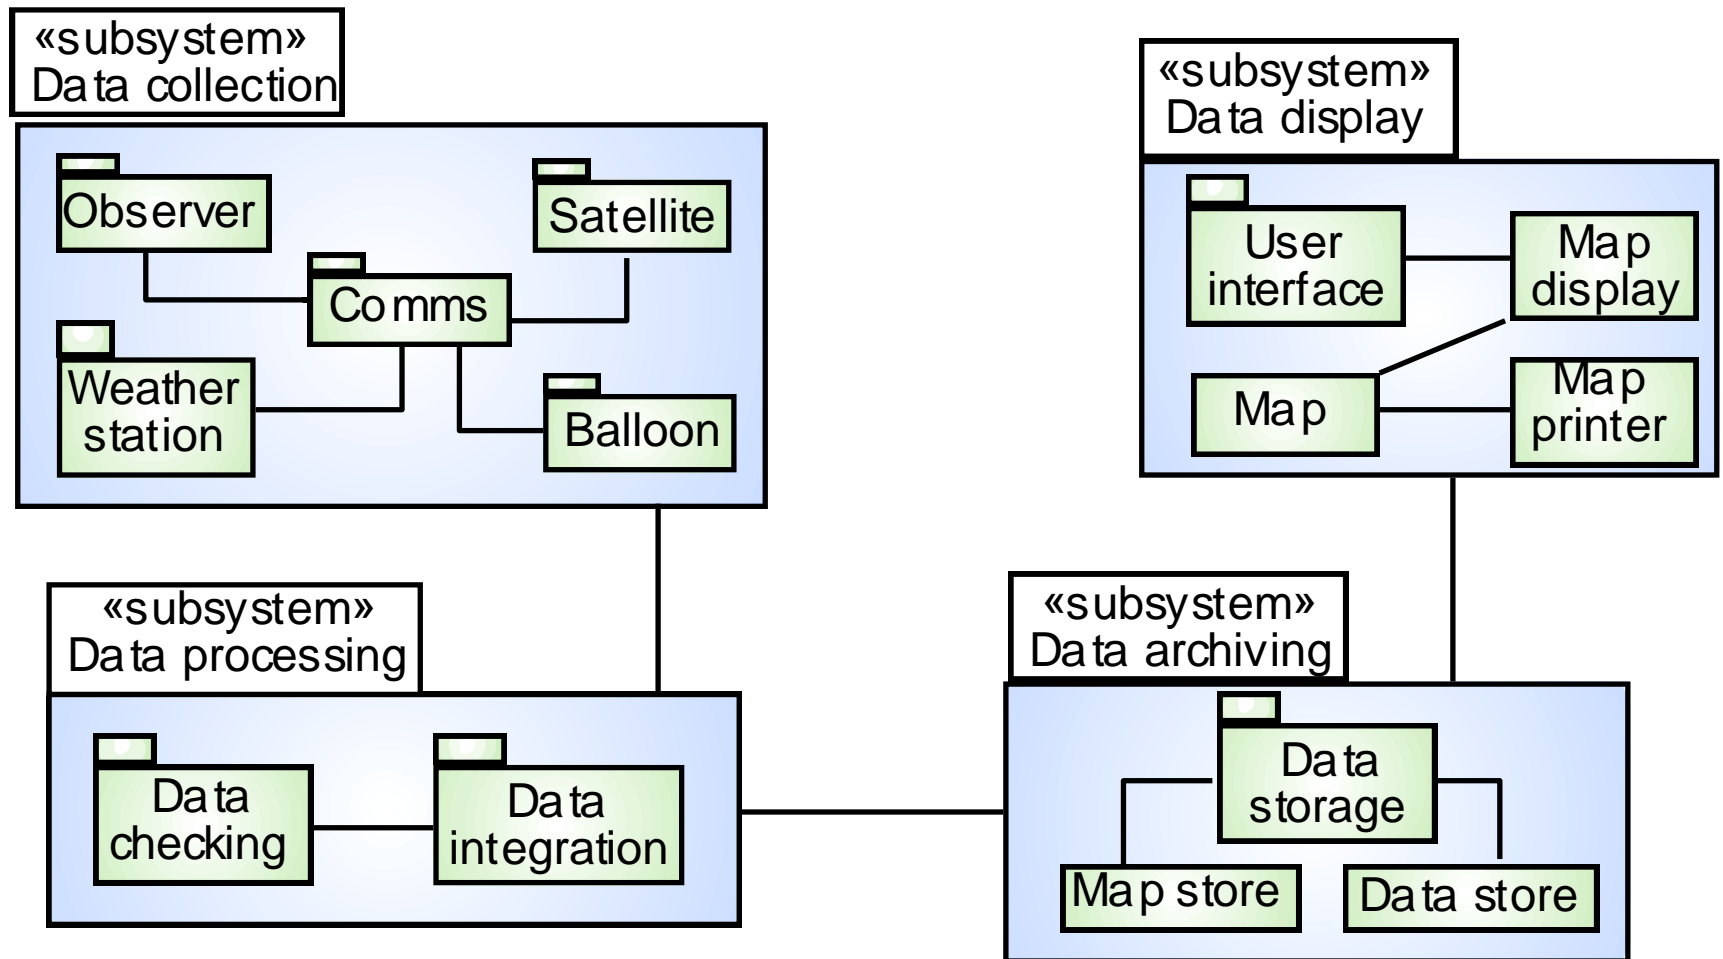 «subsystem»
Data collection
Observer
Satellite
Comms
Weather
station
Balloon
«subsystem»
Data display
User
interface
Map
display
Map
Map
printer
«subsystem»
Data processing
Data
checking
Data
integration
«subsystem»
Data archiving
Data
storage
Map store
Data store